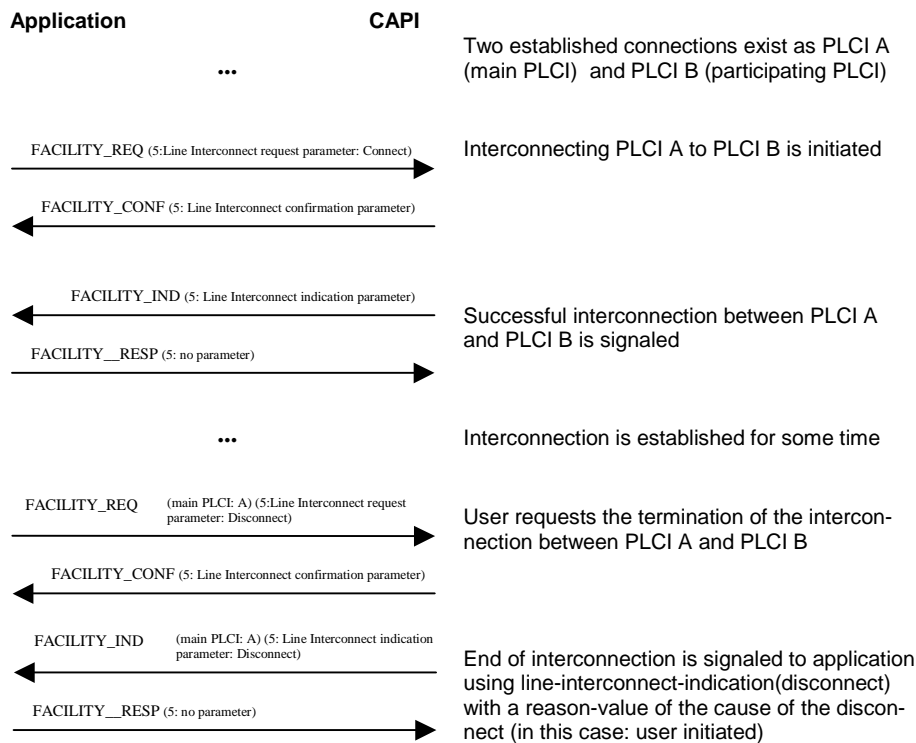 Application CAPI
Two established connections exist as PLCI A
(main PLCI) and PLCI B (participating PLCI)
...
FACILITY_REQ (5:Line Interconnect request parameter: Connect)
Interconnecting PLCI A to PLCI B is initiated
FACILITY_CONF (5: Line Interconnect confirmation parameter)
FACILITY_IND (5: Line Interconnect indication parameter)
Successful interconnection between PLCI A
and PLCI B is signaled
FACILITY__RESP (5: no parameter)
...
Interconnection is established for some time
FACILITY_REQ (main PLCI: A) (5:Line Interconnect request
parameter: Disconnect)
User requests the termination of the intercon-
nection between PLCI A and PLCI B
FACILITY_CONF (5: Line Interconnect confirmation parameter)
FACILITY_IND (main PLCI: A) (5: Line Interconnect indication
parameter: Disconnect)
End of interconnection is signaled to application
using line-interconnect-indication(disconnect)
with a reason-value of the cause of the discon-
nect (in this case: user initiated)
FACILITY__RESP (5: no parameter)